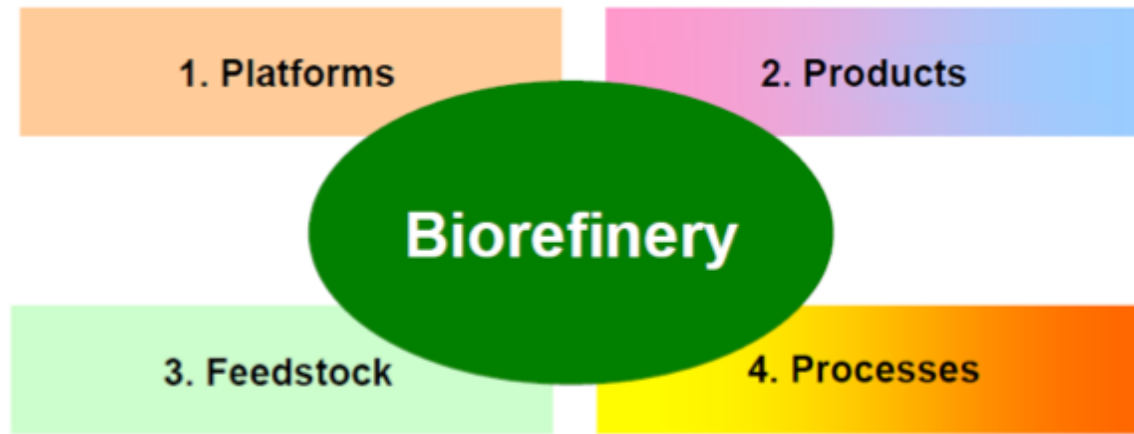 1. Platforms
2. Products
Biorefinery
3. Feedstock
4. Processes